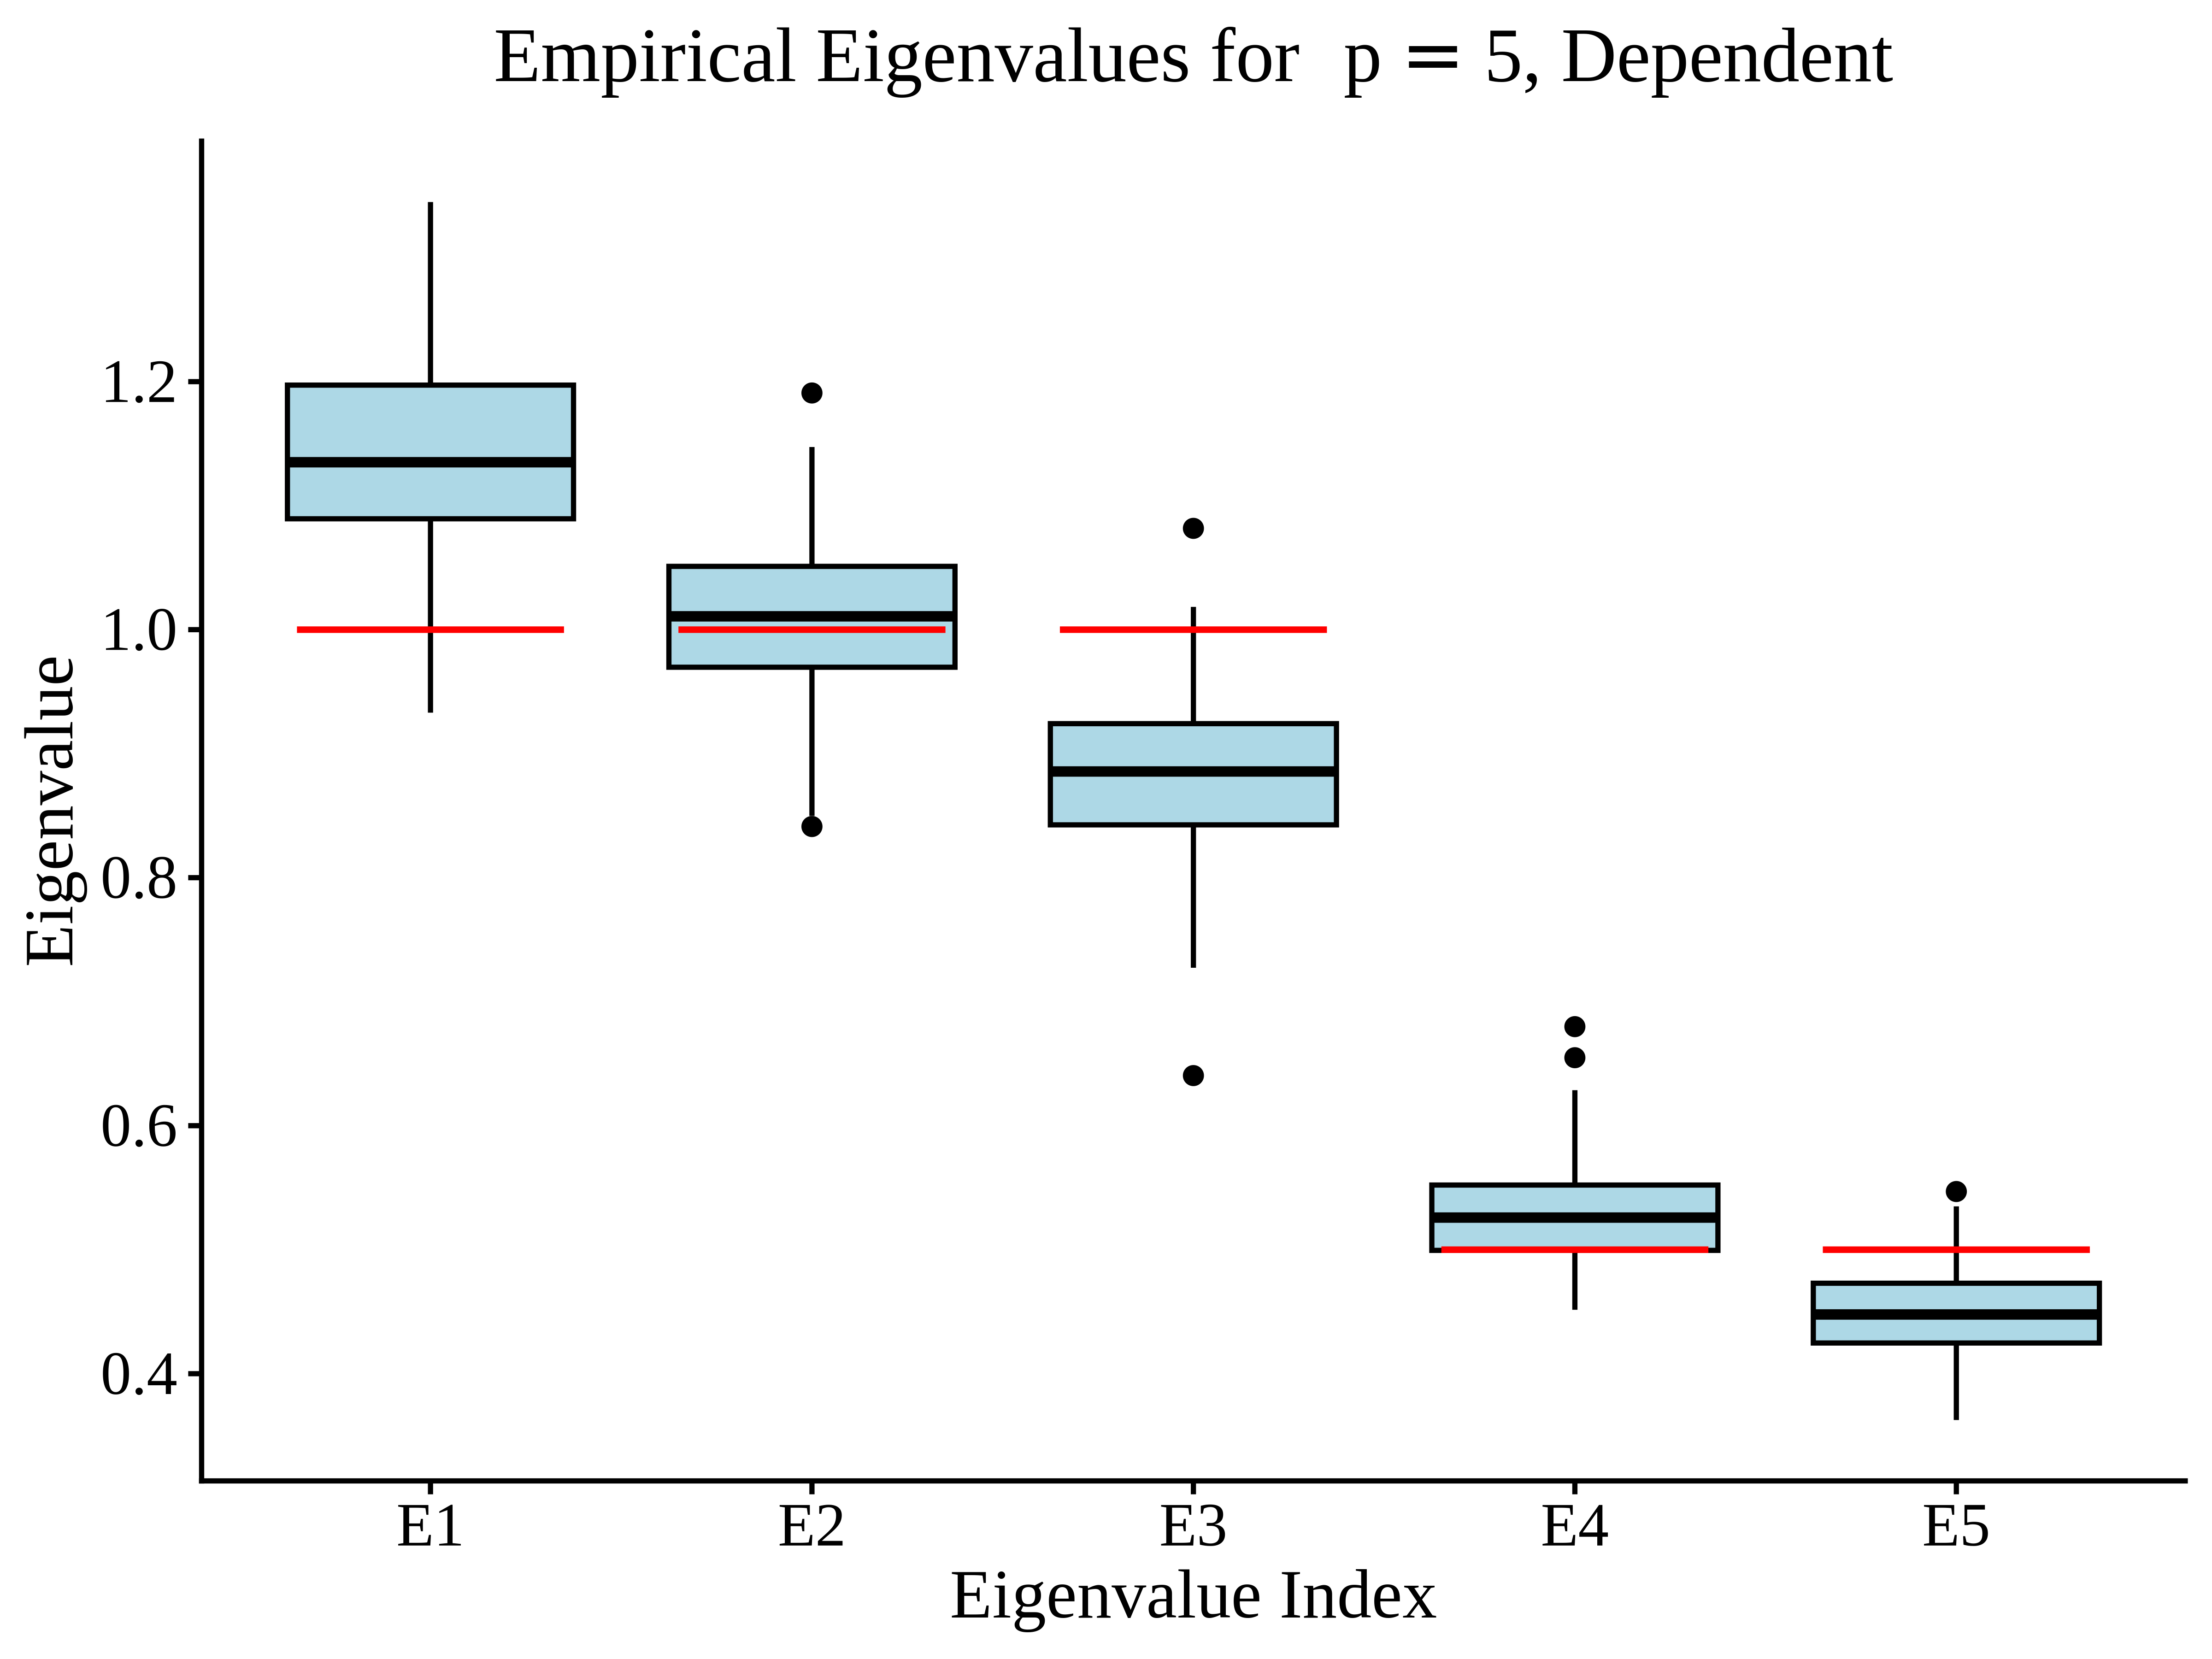 Empirical Eigenvalues for p = 5, Dependent
Eigenvalue
1.2
1.0
0.8
0.6
0.4
E1 E2 E3 E4 E5
Eigenvalue Index